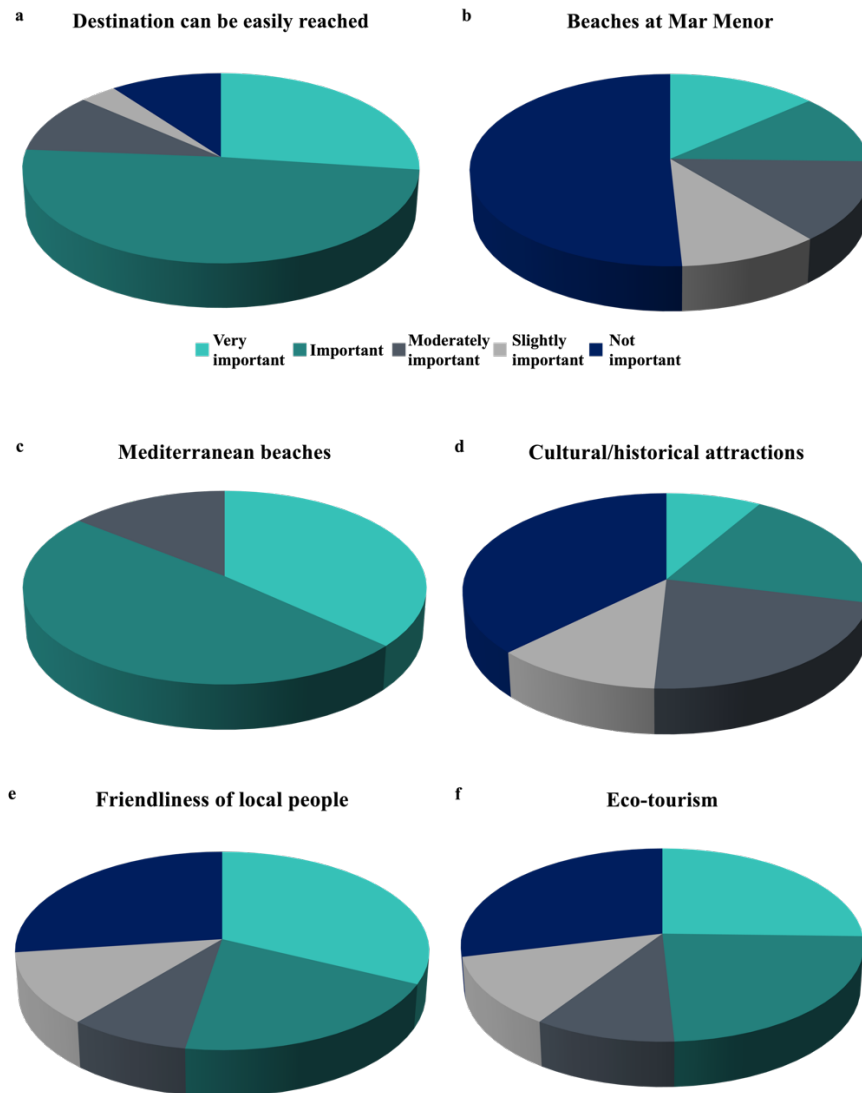 a
Destination can be easily reached
b
Beaches at Mar Menor
Very
important
Important
Moderately
important
Slightly
important
Not
important
c
Mediterranean beaches
d
Cultural/historical attractions
e
Friendliness of local people
f
Eco-tourism